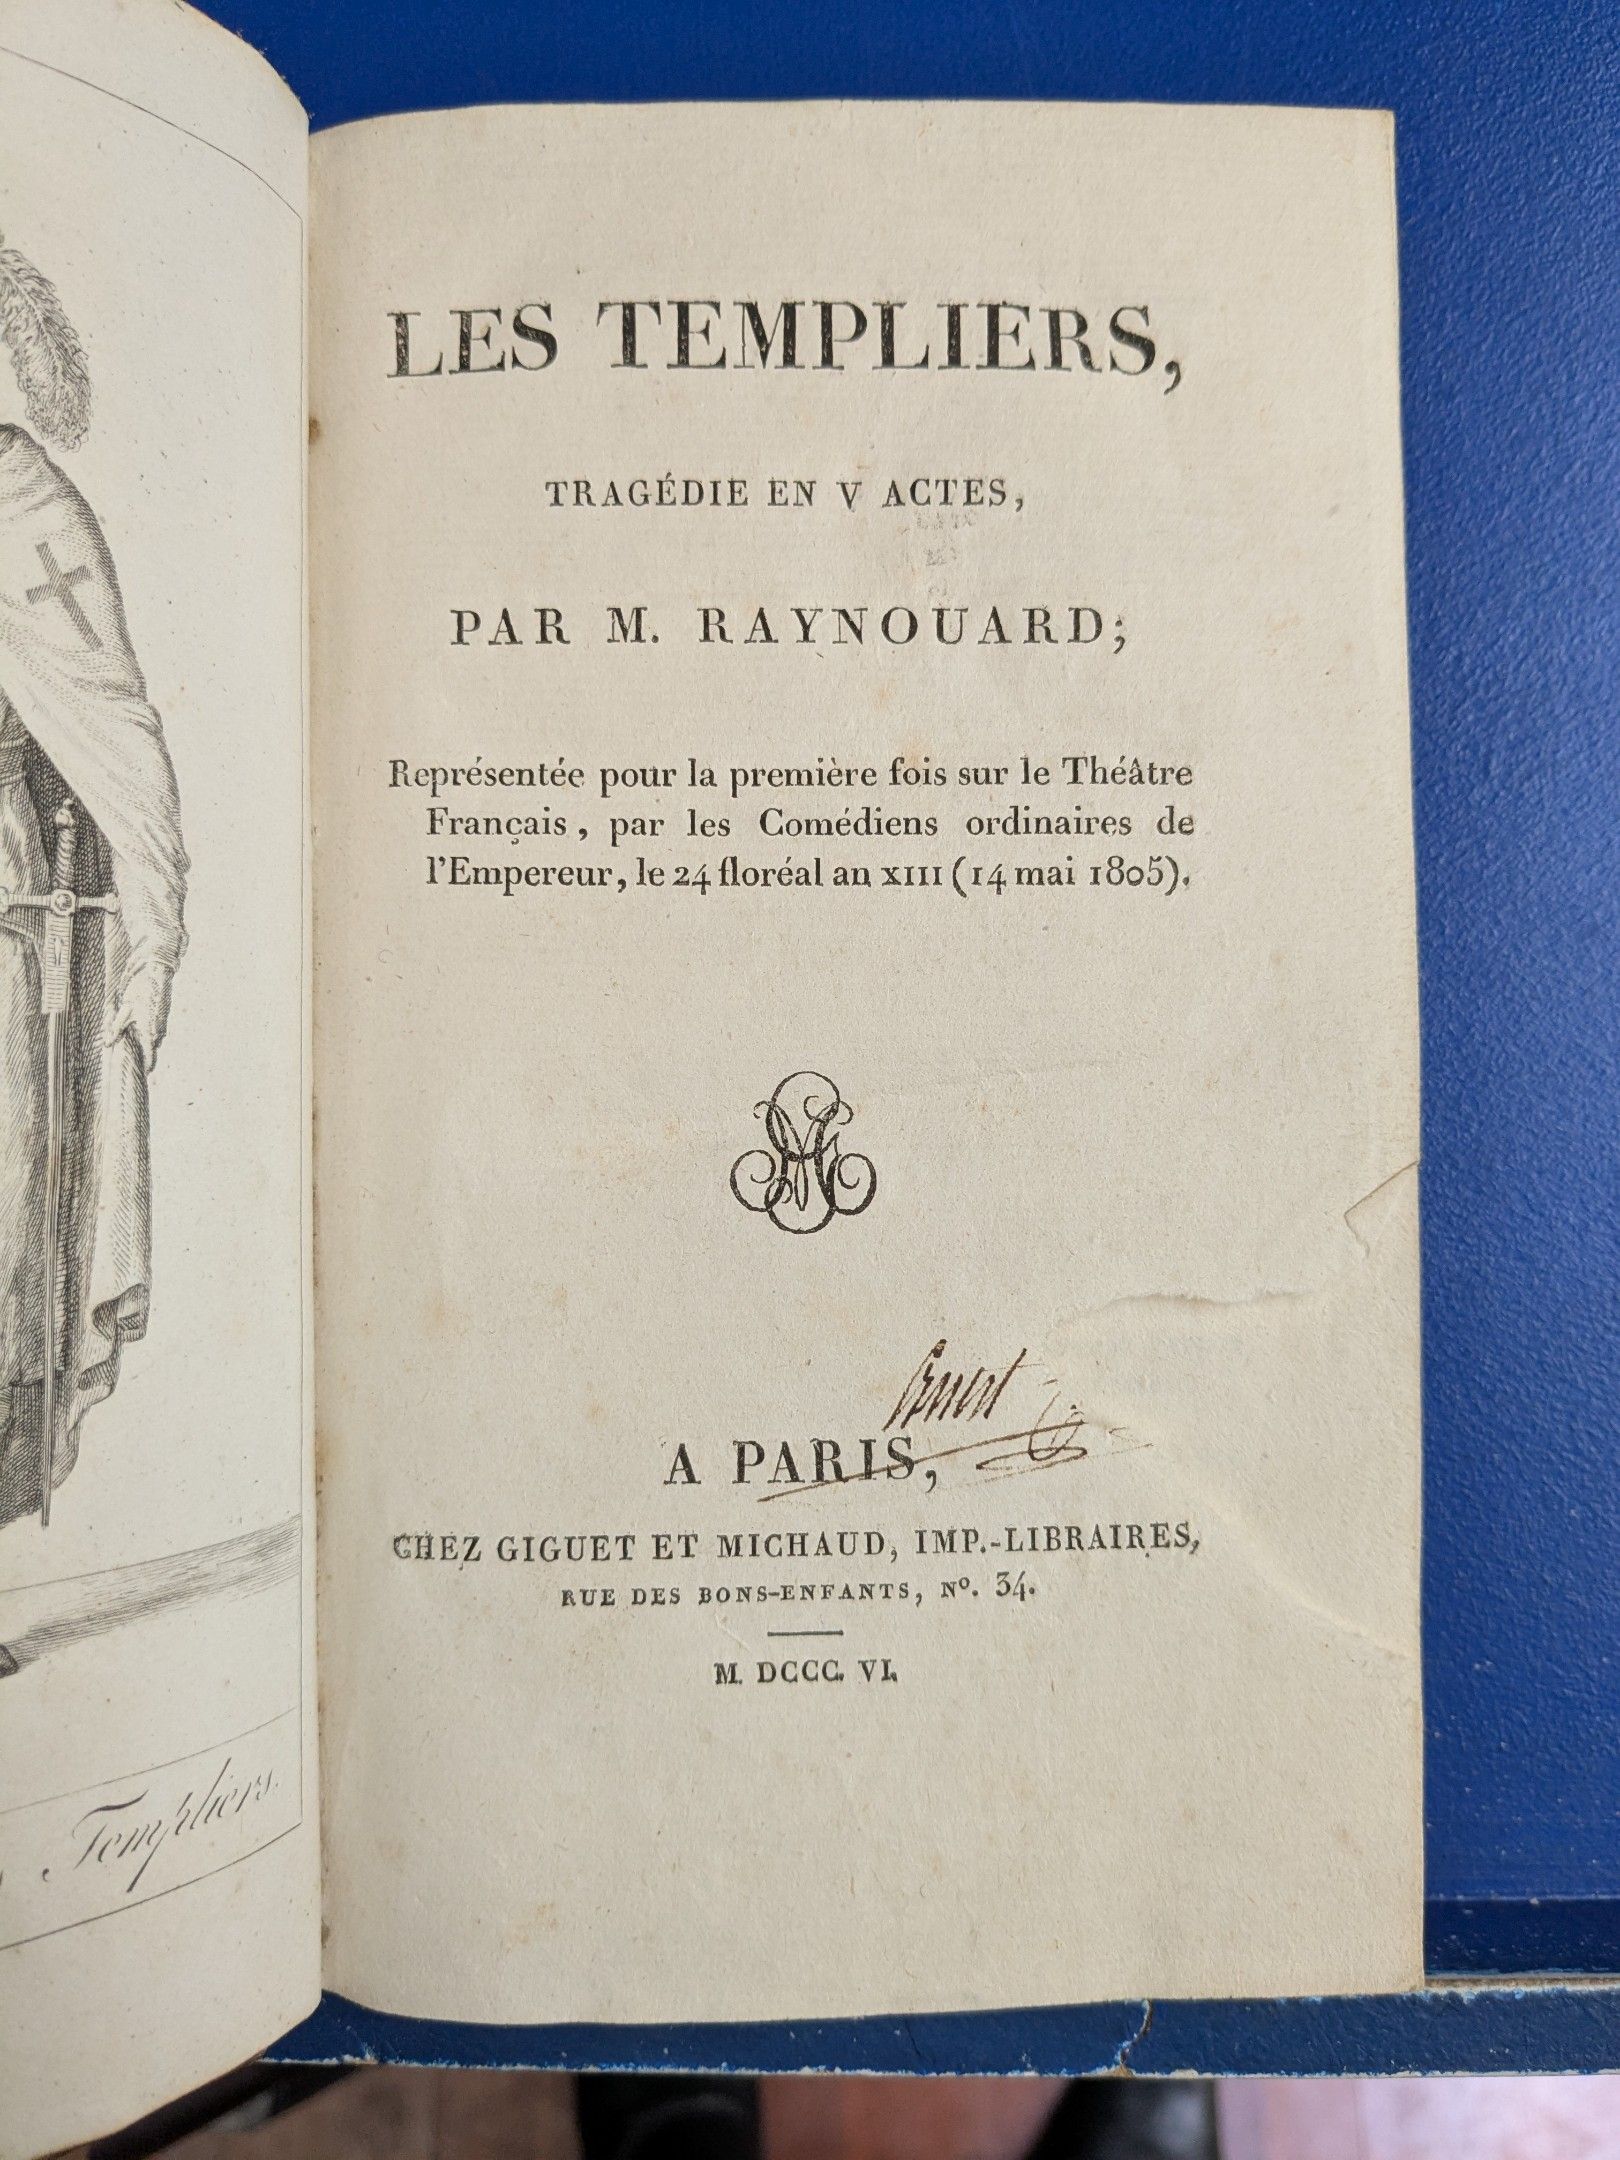 LES TEMPLIERS,
TRAGÉDIE EN V ACTES,
PAR M. RAYNOUARD;
Représentée pour la première fois sur le Théâtre
Français, par les Comédiens ordinaires de
l'Empereur, le 24 floréal an XIII (14 mai 1805).
A PARIS,
CHEZ GIGUET ET MICHAUD, IMP.-LIBRAIRES,
RUE DES BONS-ENFANTS, Nº. 34.
M. DCCC. VI.
Templiers.